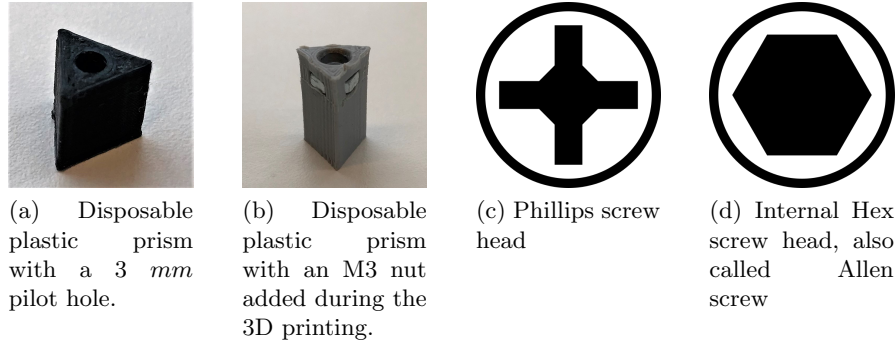 (a) Disposable
plastic prism
with a 3 mm
pilot hole.
(b) Disposable
plastic prism
with an M3 nut
added during the
3D printing.
(c) Phillips screw
head
(d) Internal Hex
screw head, also
called Allen
screw